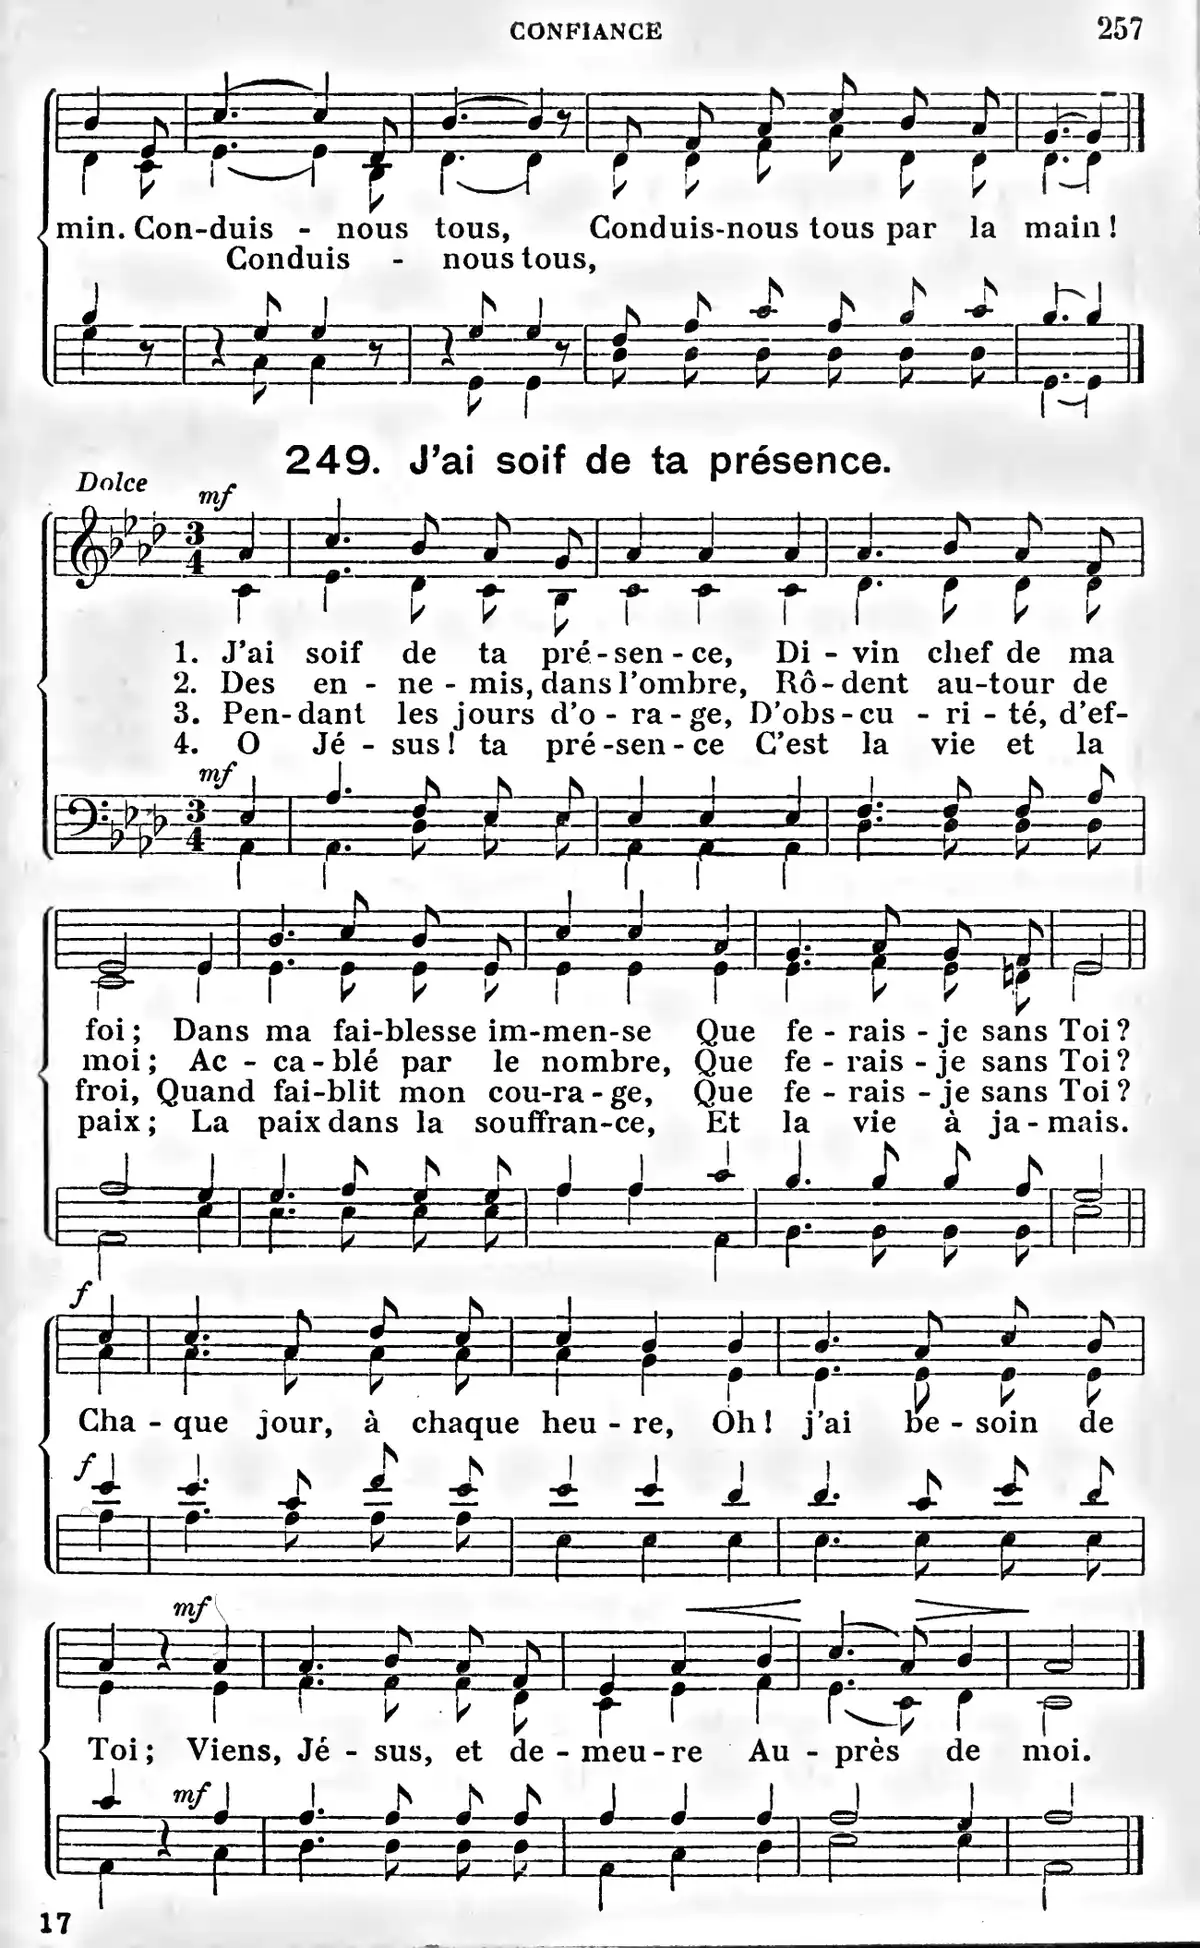 CONFIANCE 257
min. Con-duis - nous tous, Conduis-nous tous par la main !
Conduis - nous tous,
249. J'ai soif de ta présence.
Dolce
mf
3
4
1. J'ai soif de ta pré-sen-ce, Di-vin chef de ma
2. Des en-ne-mis, dans l'ombre, Rô-dent au-tour de
3. Pen-dant les jours d'o-ra-ge, D'obs-cu-ri-té, d'ef-
4. O Jé-sus! ta pré-sen-ce C'est la vie et la
mf
3
4
foi; Dans ma fai-blesse im-men-se Que fe-rais-je sans Toi?
moi; Ac-ca-blé par le nombre, Que fe-rais-je sans Toi?
froi, Quand fai-blit mon cou-ra-ge, Que fe-rais-je sans Toi?
paix; La paix dans la souffran-ce, Et la vie à ja-mais.
f
Cha-que jour, à chaque heu-re, Oh! j'ai be-soin de
f
mf
Toi; Viens, Jé-sus, et de-meu-re Au-près de moi.
mf
17